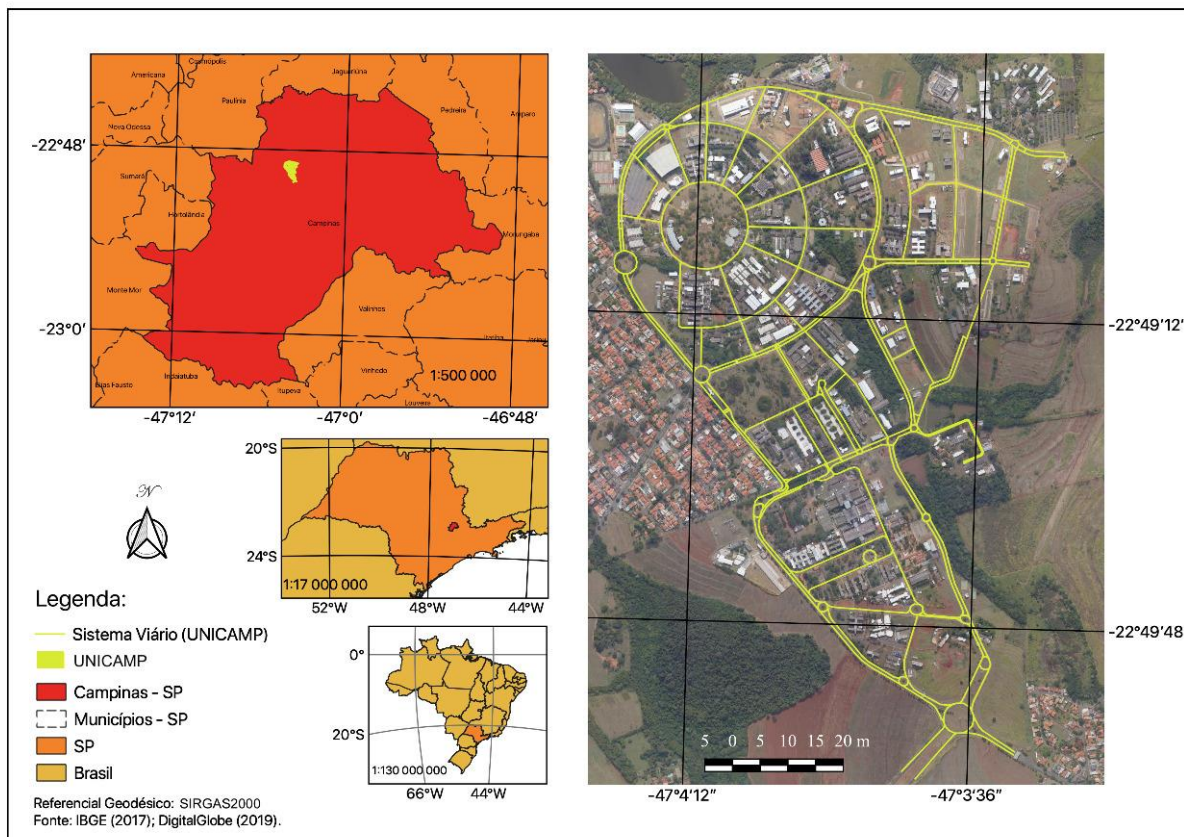 Cosmópolis
Americana
Jaguariúna
Paulínia
Pedreira
Amparo
Nova Odessa
-22°48'
Sumaré
Hortolândia
Campinas
Morungaba
Monte Mor
Valinhos
-23°0'
Itatiba
Jarinu
Elias Fausto
Indaiatuba
Vinhedo
1:500 000
Itupeva
Louveira
-47°12'
-47°0'
-46°48'
20°S
24°S
1:17 000 000
52°W
48°W
44°W
N
Legenda:
Sistema Viário (UNICAMP)
UNICAMP
Campinas - SP
Municípios - SP
SP
Brasil
0°
20°S
1:130 000 000
66°W
44°W
Referencial Geodésico: SIRGAS2000
Fonte: IBGE (2017); DigitalGlobe (2019).
-22°49'12"
-22°49'48"
5 0 5 10 15 20 m
-47°4'12"
-47°3'36"